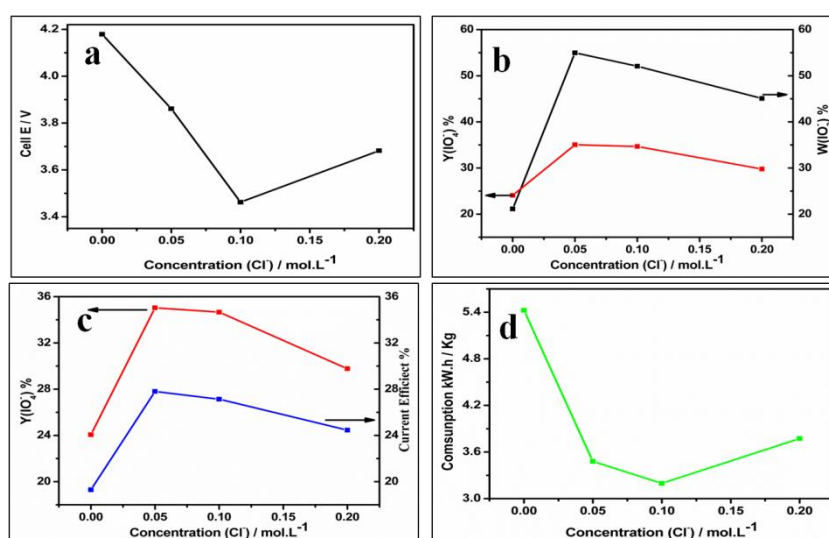 a
4.2
4.0
3.8
3.6
3.4
Cell E / V
0.00 0.05 0.10 0.15 0.20
Concentration (Cl⁻) / mol.L⁻¹
b
60
50
40
30
20
Y(IO₄⁻) %
60
50
40
30
20
W(IO₃⁻) %
0.00 0.05 0.10 0.15 0.20
Concentration (Cl⁻) / mol.L⁻¹
c
36
32
28
24
20
Y(IO₄⁻) %
36
32
28
24
20
Current Efficiect %
0.00 0.05 0.10 0.15 0.20
Concentration (Cl⁻) / mol.L⁻¹
d
5.4
4.8
4.2
3.6
3.0
Comsunption kW.h / Kg
0.00 0.05 0.10 0.15 0.20
Concentration (Cl⁻) / mol.L⁻¹